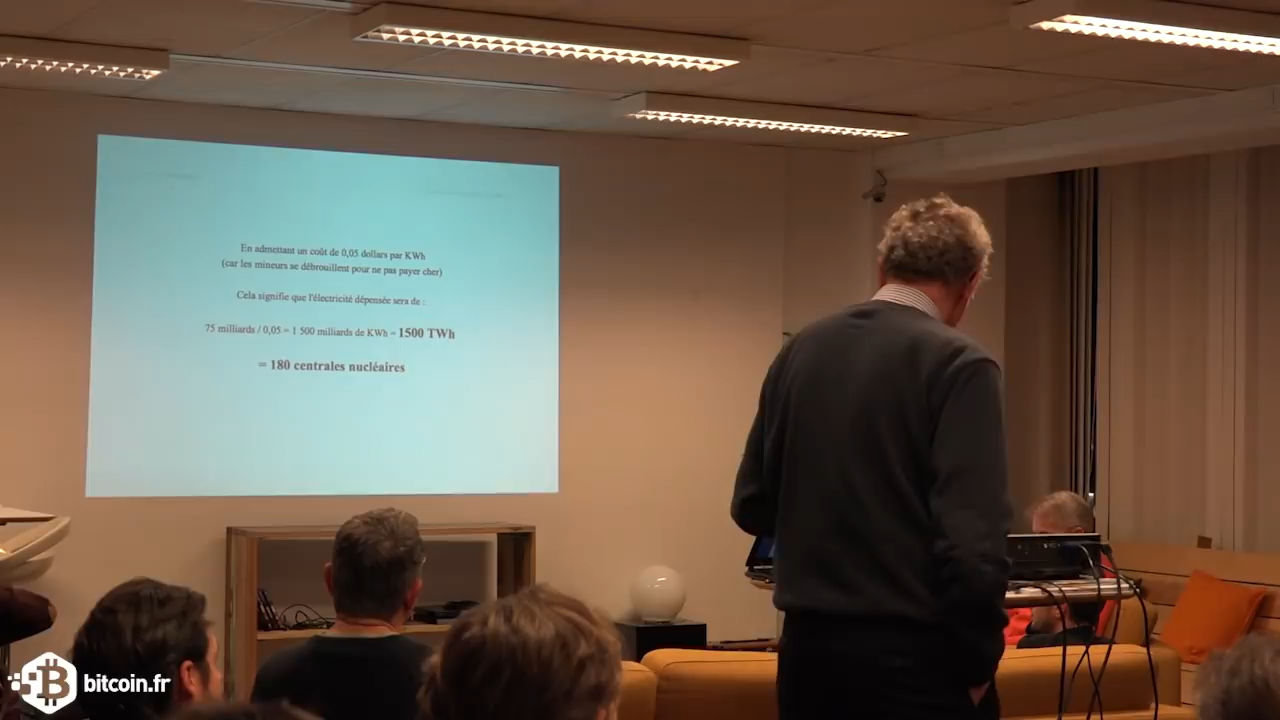 En admettant un coût de 0,05 dollars par KWh
(car les mineurs se débrouillent pour ne pas payer cher)
Cela signifie que l'électricité dépensée sera de :
75 milliards / 0,05 = 1 500 milliards de KWh = 1500 TWh
= 180 centrales nucléaires
bitcoin.fr